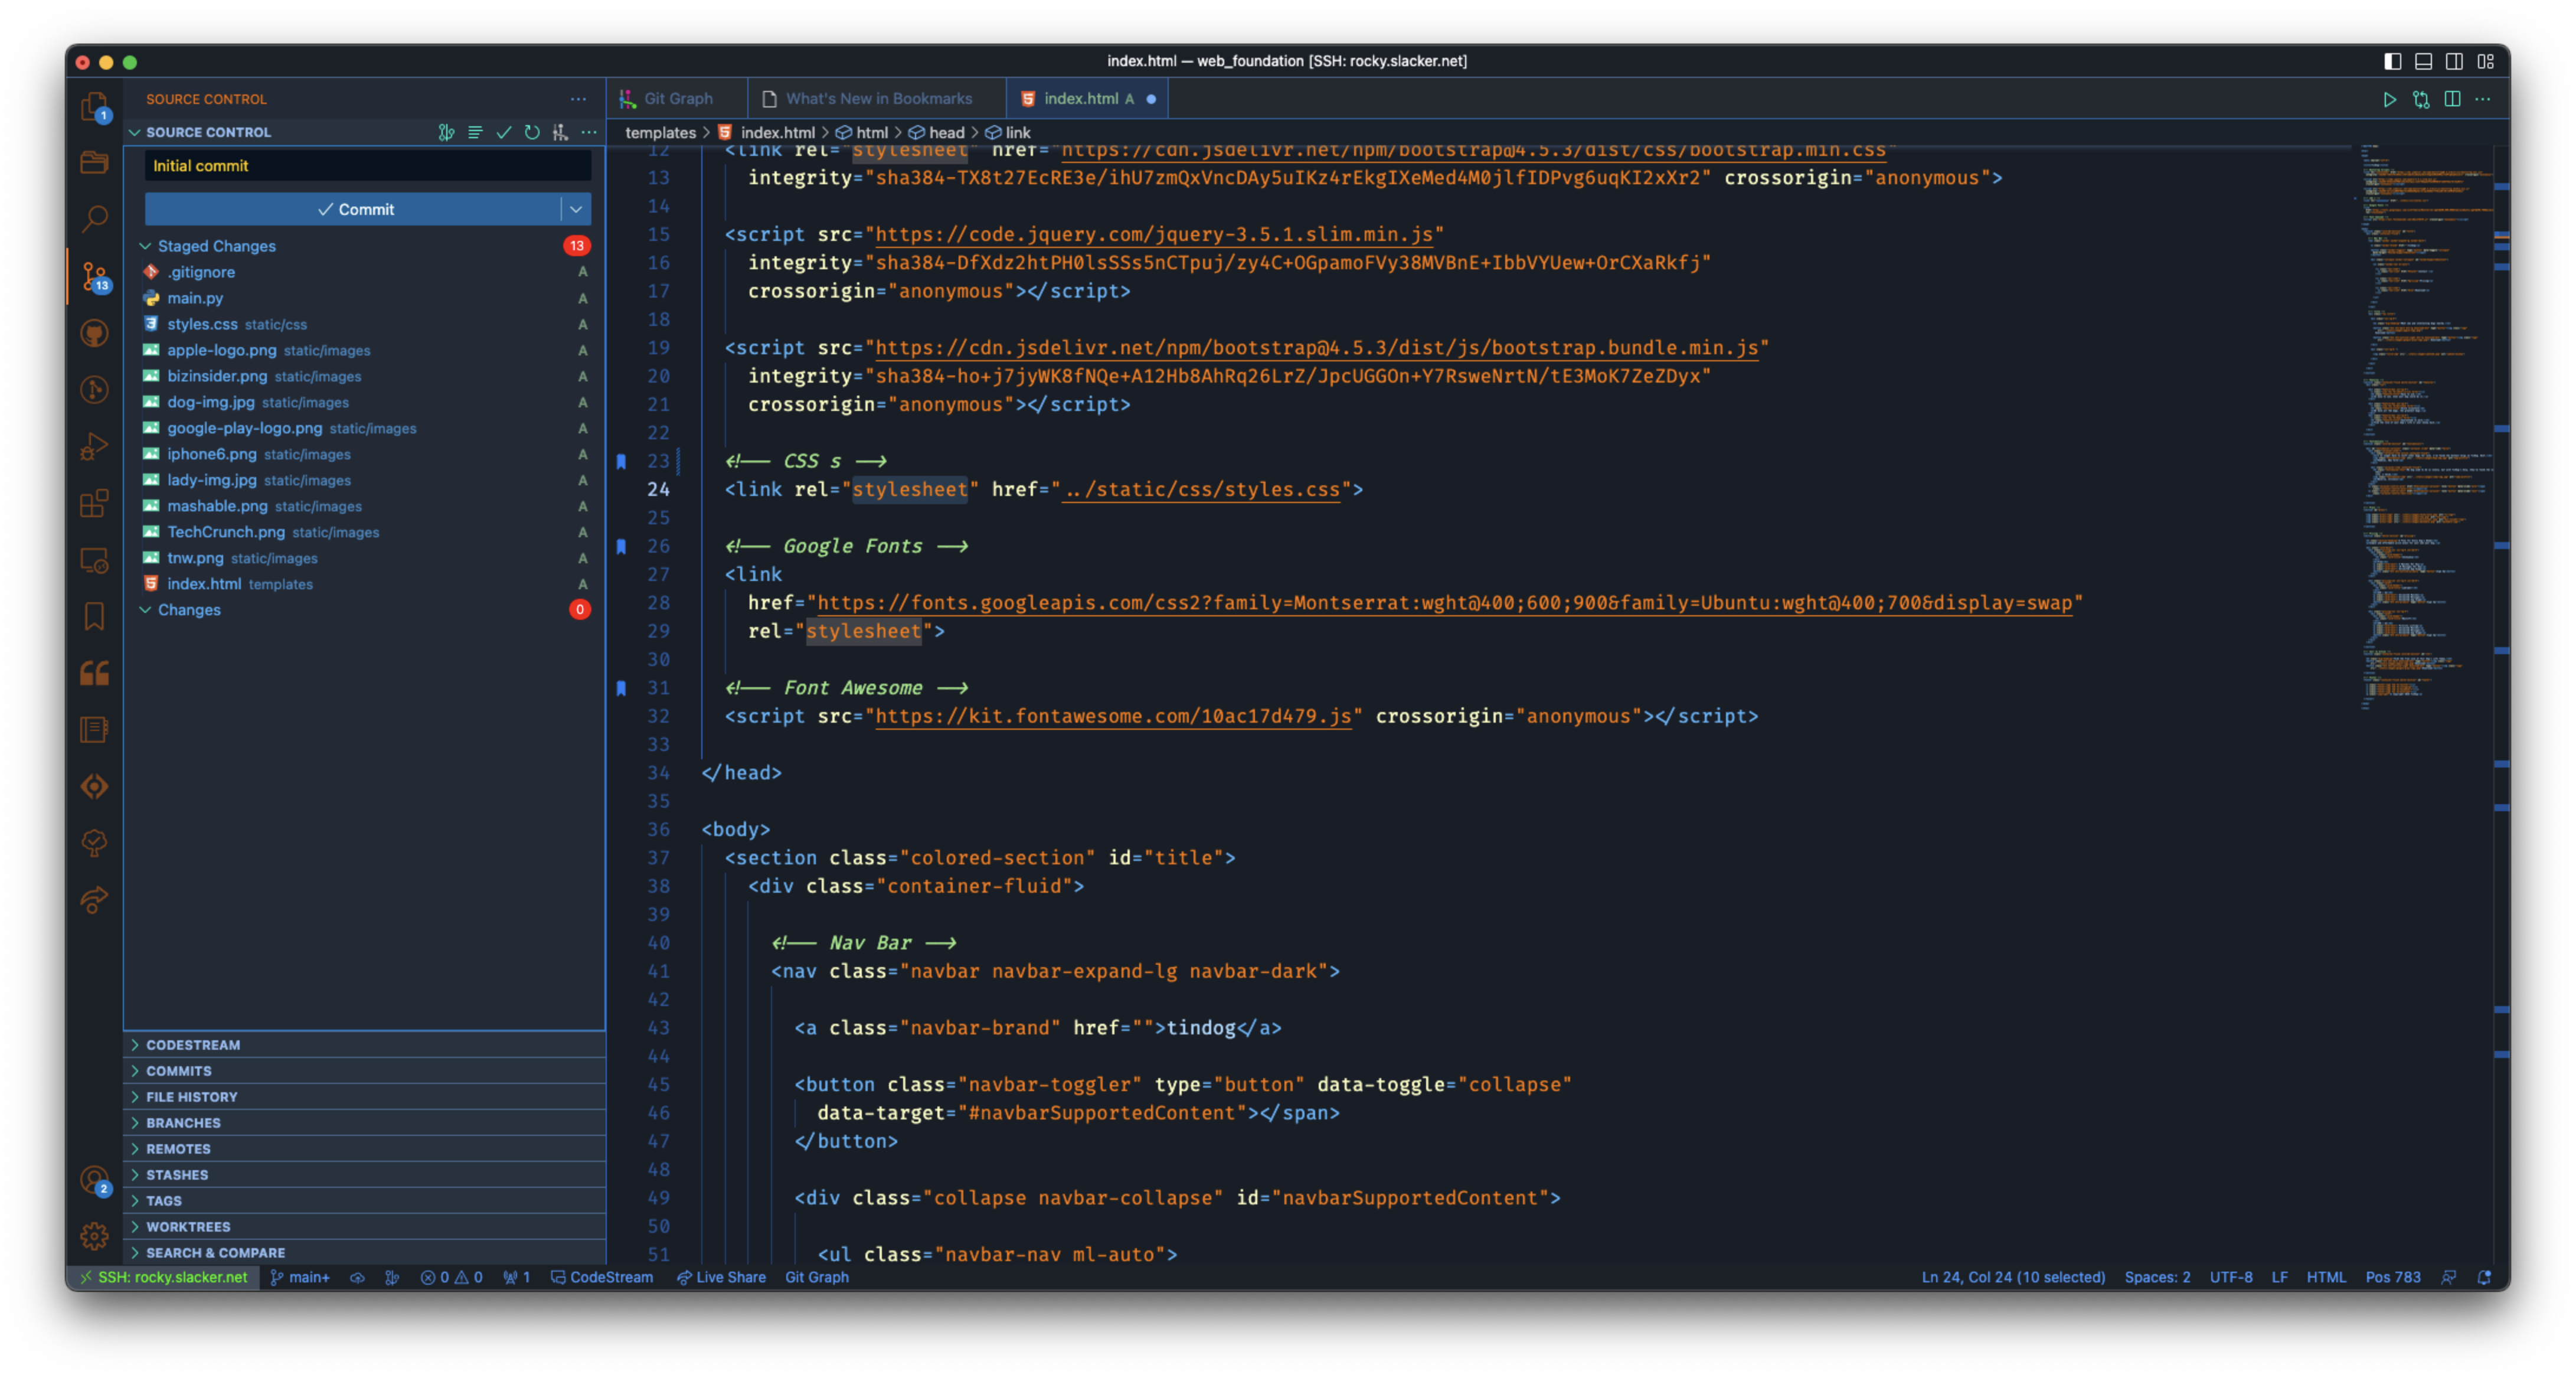 index.html — web_foundation [SSH: rocky.slacker.net]
SOURCE CONTROL
SOURCE CONTROL
Initial commit
Commit
Staged Changes 13
.gitignore A
main.py A
styles.css static/css A
apple-logo.png static/images A
bizinsider.png static/images A
dog-img.jpg static/images A
google-play-logo.png static/images A
iphone6.png static/images A
lady-img.jpg static/images A
mashable.png static/images A
TechCrunch.png static/images A
tnw.png static/images A
index.html templates A
Changes 0
CODESTREAM
COMMITS
FILE HISTORY
BRANCHES
REMOTES
STASHES
TAGS
WORKTREES
SEARCH & COMPARE
1
13
2
Git Graph
What's New in Bookmarks
index.html A
templates > index.html > html > head > link
12 <link rel="stylesheet" href="https://cdn.jsdelivr.net/npm/bootstrap@4.5.3/dist/css/bootstrap.min.css"
13 integrity="sha384-TX8t27EcRE3e/ihU7zmQxVncDAy5uIKz4rEkgIXeMed4M0jlfIDPvg6uqKI2xXr2" crossorigin="anonymous">
14
15 <script src="https://code.jquery.com/jquery-3.5.1.slim.min.js"
16 integrity="sha384-DfXdz2htPH0lsSSs5nCTpuj/zy4C+OGpamoFVy38MVBnE+IbbVYUew+OrCXaRkfj"
17 crossorigin="anonymous"></script>
18
19 <script src="https://cdn.jsdelivr.net/npm/bootstrap@4.5.3/dist/js/bootstrap.bundle.min.js"
20 integrity="sha384-ho+j7jyWK8fNQe+A12Hb8AhRq26LrZ/JpcUGGOn+Y7RsweNrtN/tE3MoK7ZeZDyx"
21 crossorigin="anonymous"></script>
22
23 <!-- CSS s -->
24 <link rel="stylesheet" href="../static/css/styles.css">
25
26 <!-- Google Fonts -->
27 <link
28 href="https://fonts.googleapis.com/css2?family=Montserrat:wght@400;600;900&family=Ubuntu:wght@400;700&display=swap"
29 rel="stylesheet">
30
31 <!-- Font Awesome -->
32 <script src="https://kit.fontawesome.com/10ac17d479.js" crossorigin="anonymous"></script>
33
34 </head>
35
36 <body>
37 <section class="colored-section" id="title">
38 <div class="container-fluid">
39
40 <!-- Nav Bar -->
41 <nav class="navbar navbar-expand-lg navbar-dark">
42
43 <a class="navbar-brand" href="">tindog</a>
44
45 <button class="navbar-toggler" type="button" data-toggle="collapse"
46 data-target="#navbarSupportedContent"></span>
47 </button>
48
49 <div class="collapse navbar-collapse" id="navbarSupportedContent">
50
51 <ul class="navbar-nav ml-auto">
SSH: rocky.slacker.net main+ 0 0 1 CodeStream Live Share Git Graph Ln 24, Col 24 (10 selected) Spaces: 2 UTF-8 LF HTML Pos 783